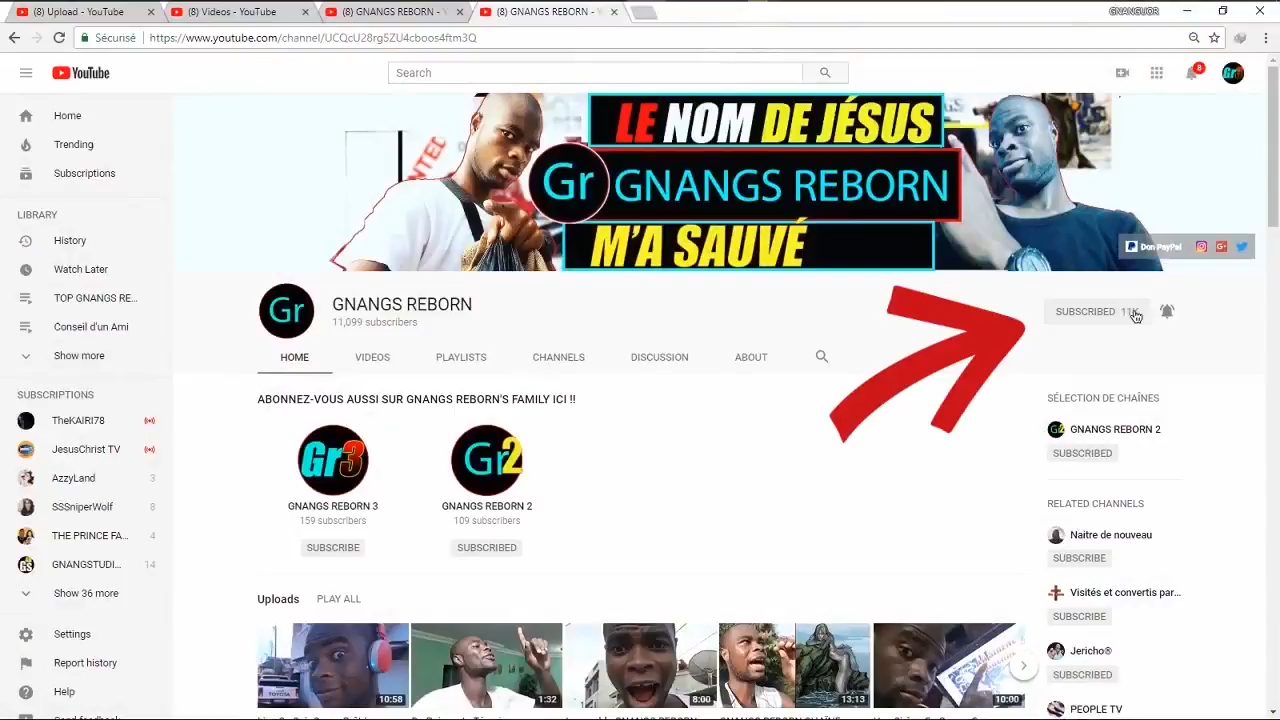 (8) Upload - YouTube
(8) Videos - YouTube
(8) GNANGS REBORN - Y
(8) GNANGS REBORN - Y
GNANGUOR
Sécurisé
https://www.youtube.com/channel/UCQcU28rg5ZU4cboos4ftm3Q
YouTube
Search
8
Gr3
Home
Trending
Subscriptions
LIBRARY
History
Watch Later
TOP GNANGS RE...
Conseil d'un Ami
Show more
SUBSCRIPTIONS
TheKAIRI78
JesusChrist TV
AzzyLand 3
SSSniperWolf 8
THE PRINCE FA... 4
GNANGSTUDI... 14
Show 36 more
Settings
Report history
Help
Send feedback
LE NOM DE JÉSUS
Gr GNANGS REBORN
M'A SAUVÉ
Don PayPal
Gr
GNANGS REBORN
11,099 subscribers
SUBSCRIBED
HOME
VIDEOS
PLAYLISTS
CHANNELS
DISCUSSION
ABOUT
ABONNEZ-VOUS AUSSI SUR GNANGS REBORN'S FAMILY ICI !!
Gr3
GNANGS REBORN 3
159 subscribers
SUBSCRIBE
Gr2
GNANGS REBORN 2
109 subscribers
SUBSCRIBED
Uploads PLAY ALL
10:58
1:32
8:00
13:13
10:00
SÉLECTION DE CHAÎNES
G2 GNANGS REBORN 2
SUBSCRIBED
RELATED CHANNELS
Naitre de nouveau
SUBSCRIBE
Visités et convertis par...
SUBSCRIBE
Jericho®
SUBSCRIBED
PEOPLE TV